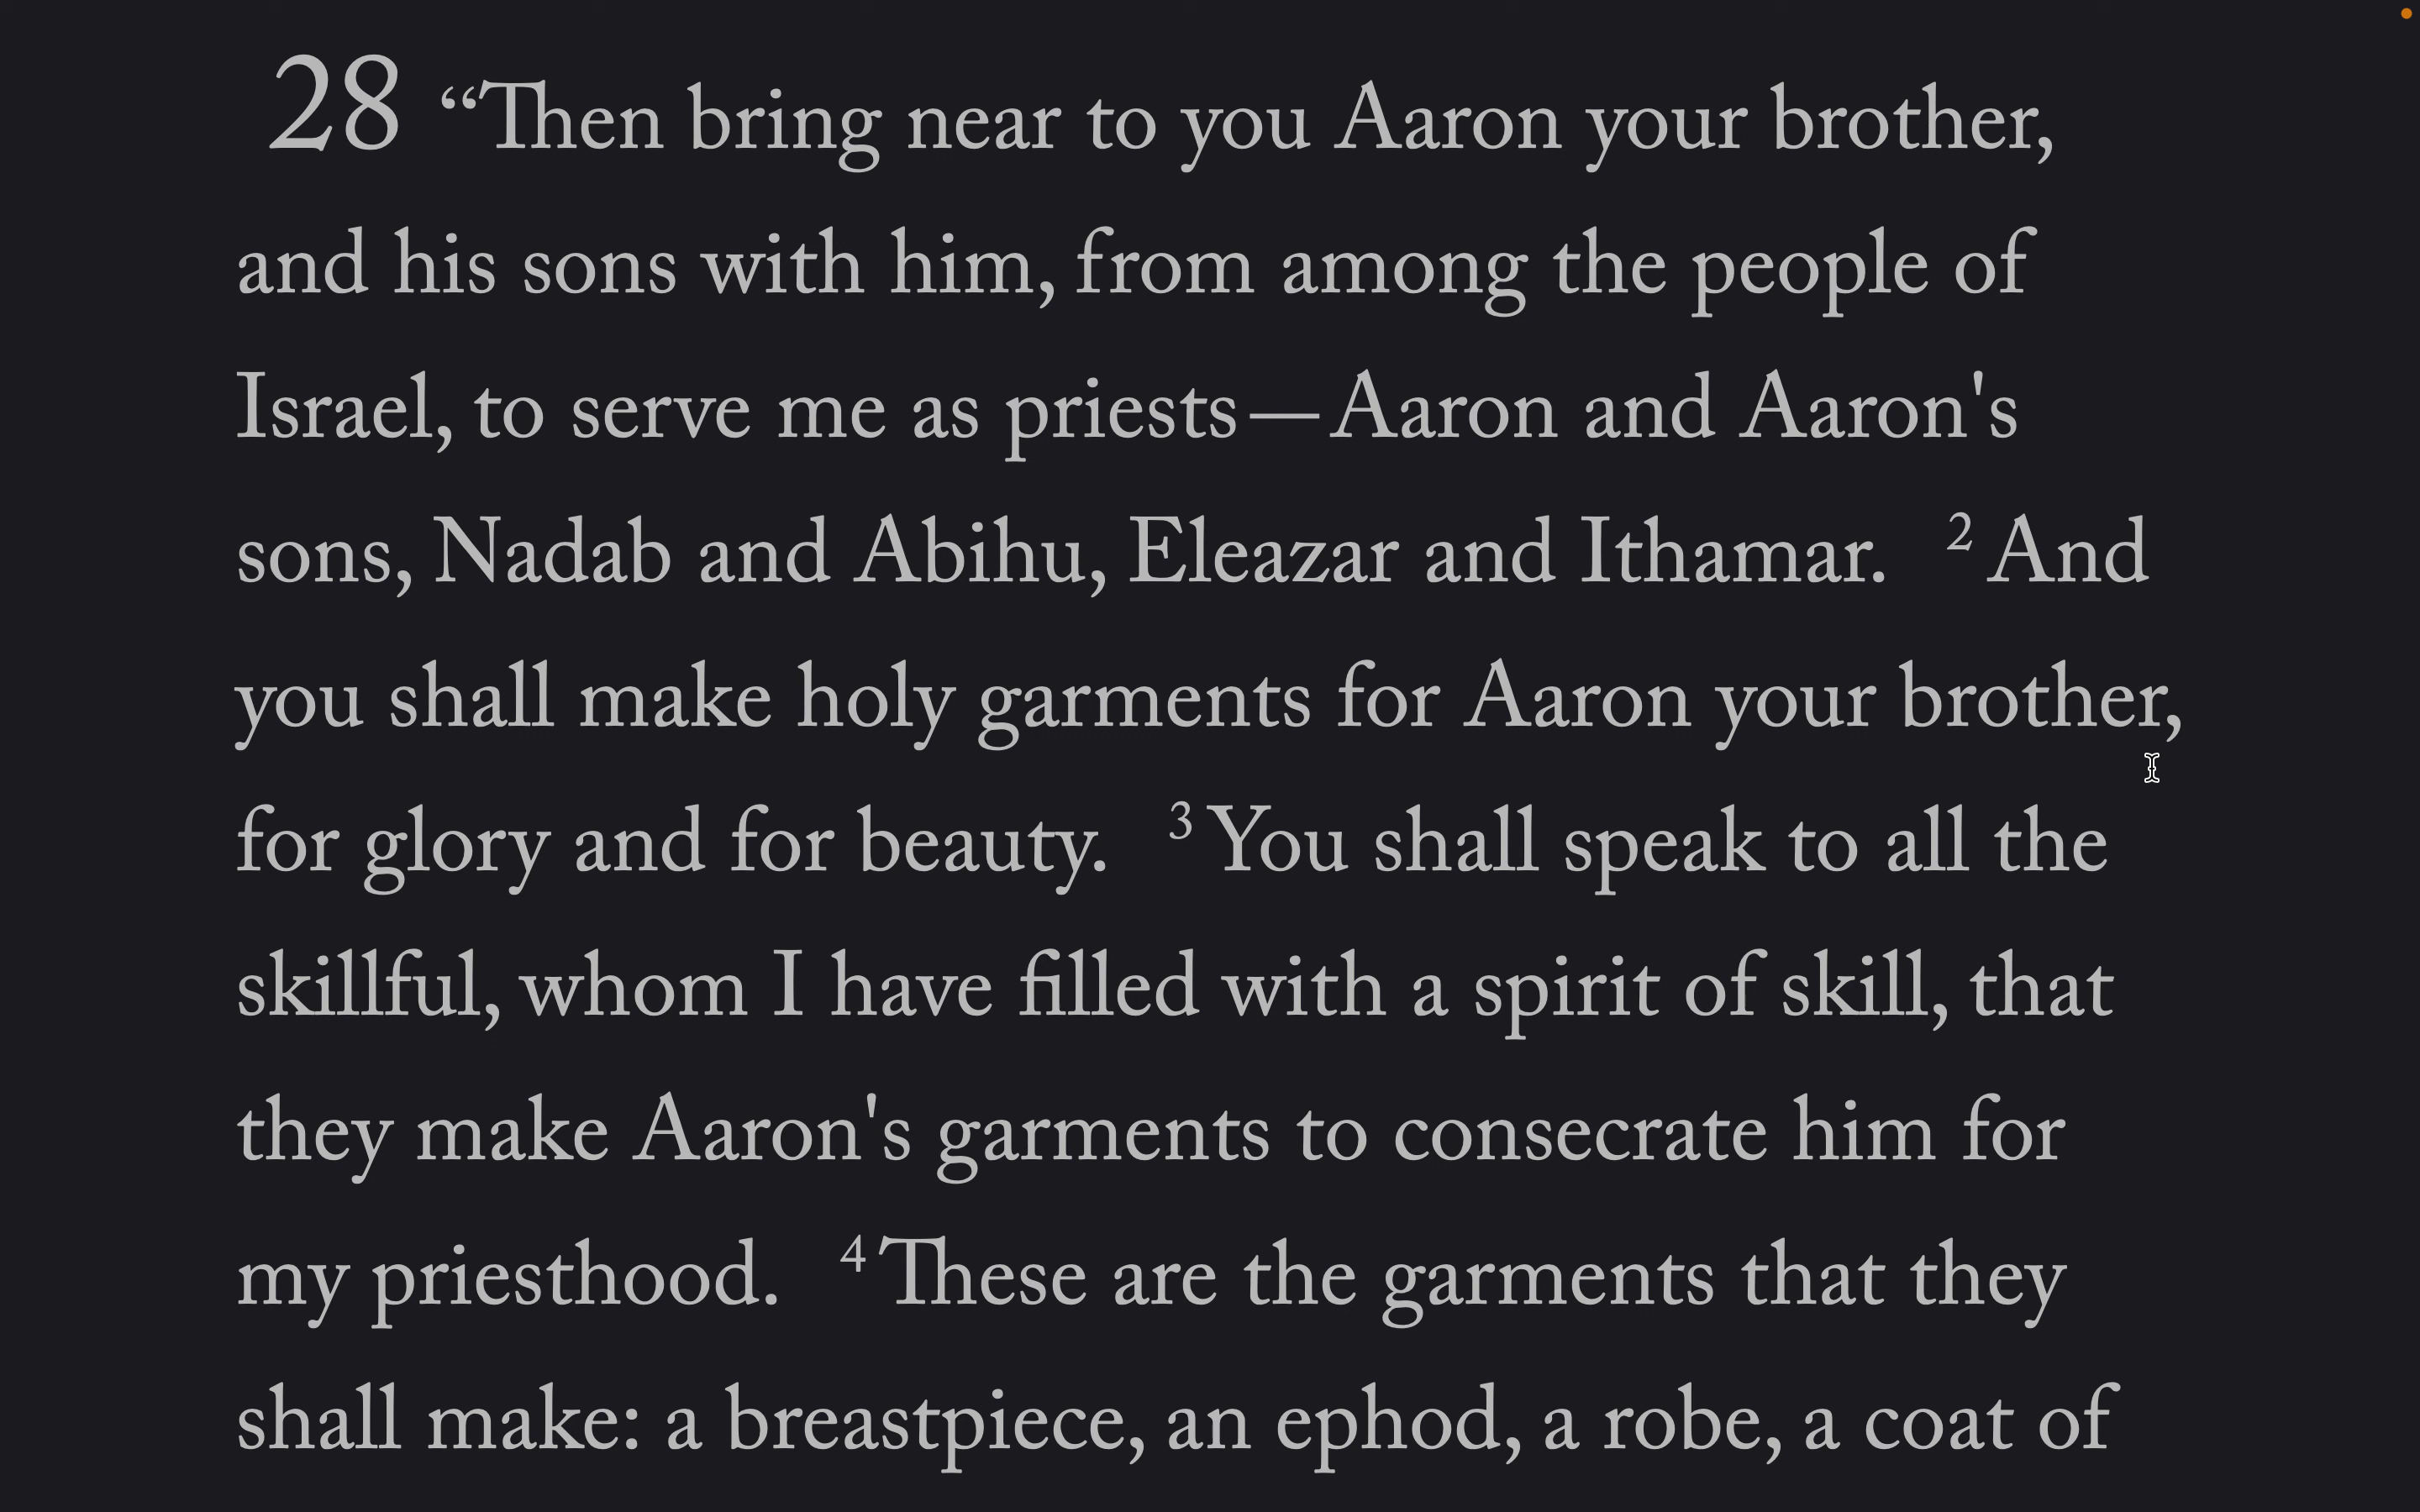 28 “Then bring near to you Aaron your brother,
and his sons with him, from among the people of
Israel, to serve me as priests—Aaron and Aaron's
sons, Nadab and Abihu, Eleazar and Ithamar. 2 And
you shall make holy garments for Aaron your brother,
for glory and for beauty. 3 You shall speak to all the
skillful, whom I have filled with a spirit of skill, that
they make Aaron's garments to consecrate him for
my priesthood. 4 These are the garments that they
shall make: a breastpiece, an ephod, a robe, a coat of